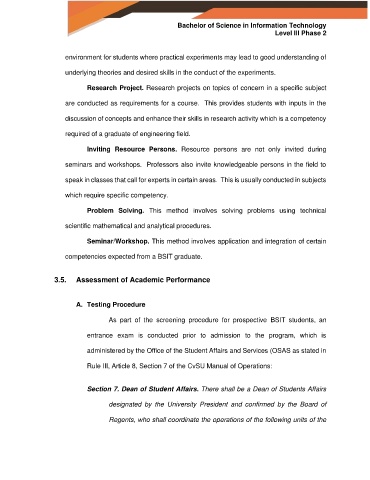 Bachelor of Science in Information Technology
Level III Phase 2
environment for students where practical experiments may lead to good understanding of
underlying theories and desired skills in the conduct of the experiments.
Research Project. Research projects on topics of concern in a specific subject
are conducted as requirements for a course. This provides students with inputs in the
discussion of concepts and enhance their skills in research activity which is a competency
required of a graduate of engineering field.
Inviting Resource Persons. Resource persons are not only invited during
seminars and workshops. Professors also invite knowledgeable persons in the field to
speak in classes that call for experts in certain areas. This is usually conducted in subjects
which require specific competency.
Problem Solving. This method involves solving problems using technical
scientific mathematical and analytical procedures.
Seminar/Workshop. This method involves application and integration of certain
competencies expected from a BSIT graduate.
3.5. Assessment of Academic Performance
A. Testing Procedure
As part of the screening procedure for prospective BSIT students, an
entrance exam is conducted prior to admission to the program, which is
administered by the Office of the Student Affairs and Services (OSAS as stated in
Rule III, Article 8, Section 7 of the CvSU Manual of Operations:
Section 7. Dean of Student Affairs. There shall be a Dean of Students Affairs
designated by the University President and confirmed by the Board of
Regents, who shall coordinate the operations of the following units of the